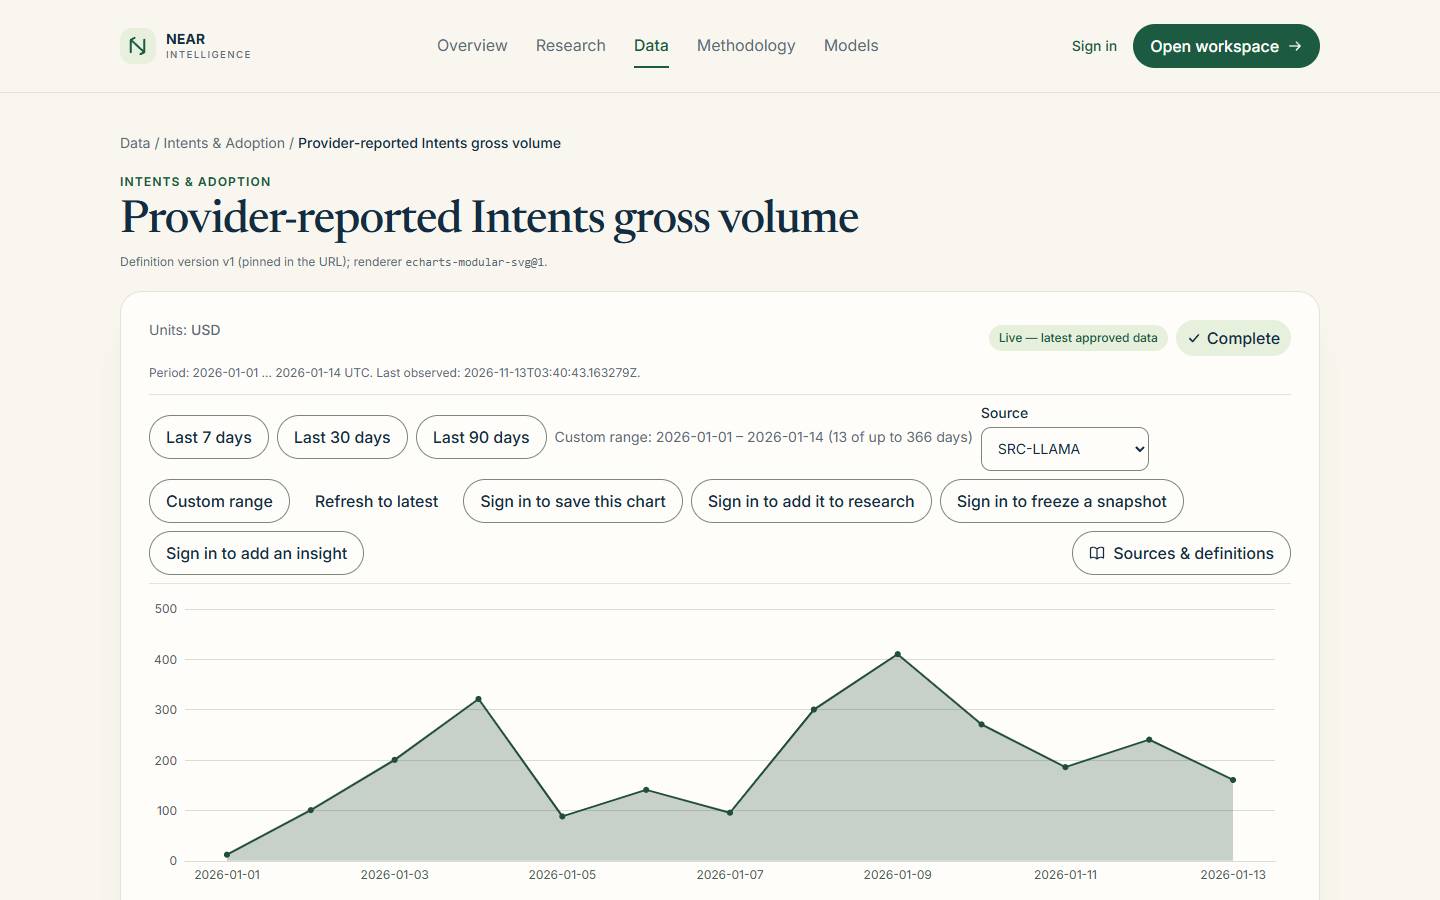 NEAR
INTELLIGENCE
Overview Research Data Methodology Models
Sign in Open workspace →
Data / Intents & Adoption / Provider-reported Intents gross volume
INTENTS & ADOPTION
Provider-reported Intents gross volume
Definition version v1 (pinned in the URL); renderer echarts-modular-svg@1.
Units: USD
Live — latest approved data ✓ Complete
Period: 2026-01-01 … 2026-01-14 UTC. Last observed: 2026-11-13T03:40:43.163279Z.
Source
Last 7 days Last 30 days Last 90 days Custom range: 2026-01-01 – 2026-01-14 (13 of up to 366 days) SRC-LLAMA
Custom range Refresh to latest Sign in to save this chart Sign in to add it to research Sign in to freeze a snapshot
Sign in to add an insight Sources & definitions
500
400
300
200
100
0
2026-01-01 2026-01-03 2026-01-05 2026-01-07 2026-01-09 2026-01-11 2026-01-13